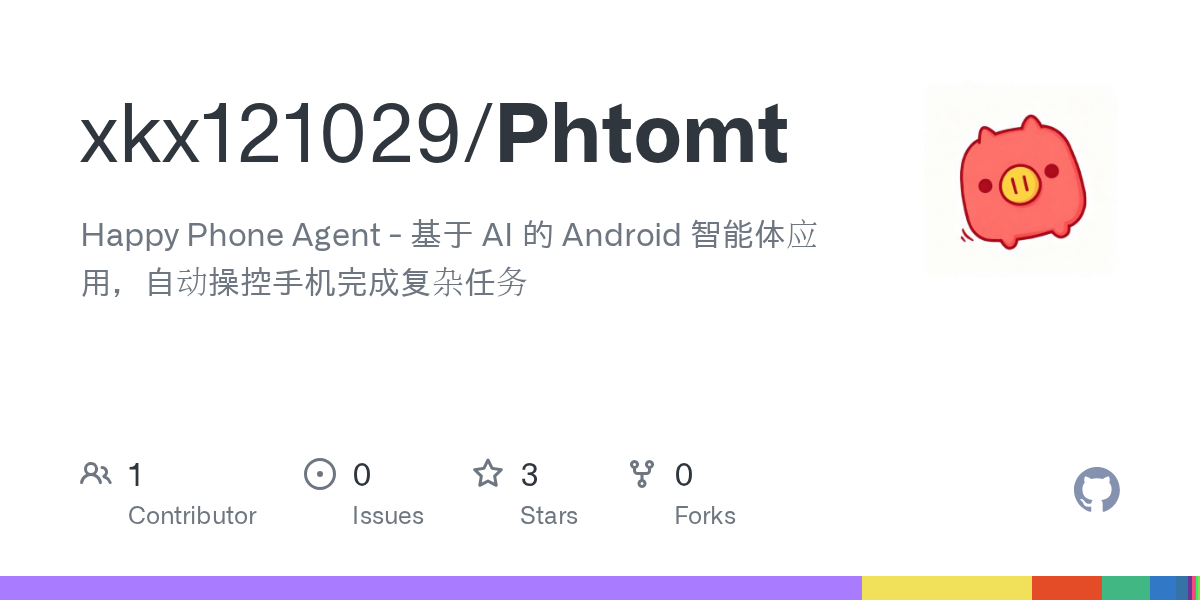 xkx121029/Phtomt
Happy Phone Agent - 基于 AI 的 Android 智能体应
用，自动操控手机完成复杂任务
1
Contributor
0
Issues
3
Stars
0
Forks